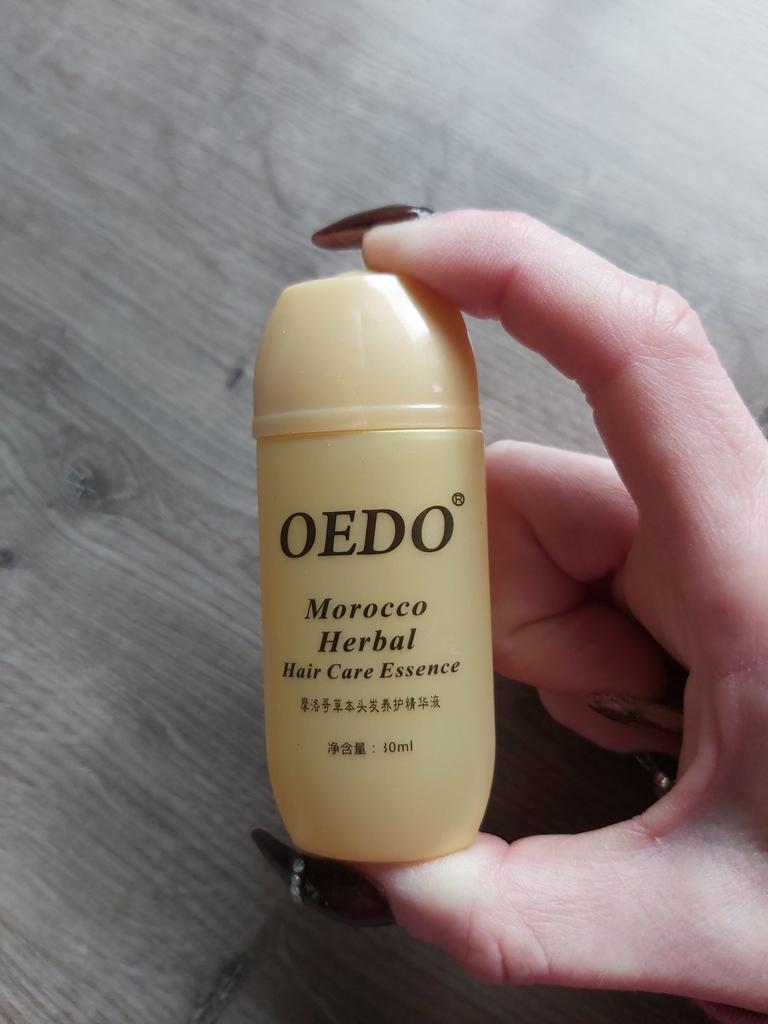 OEDO®
Morocco
Herbal
Hair Care Essence
摩洛哥草本头发养护精华液
净含量：30ml